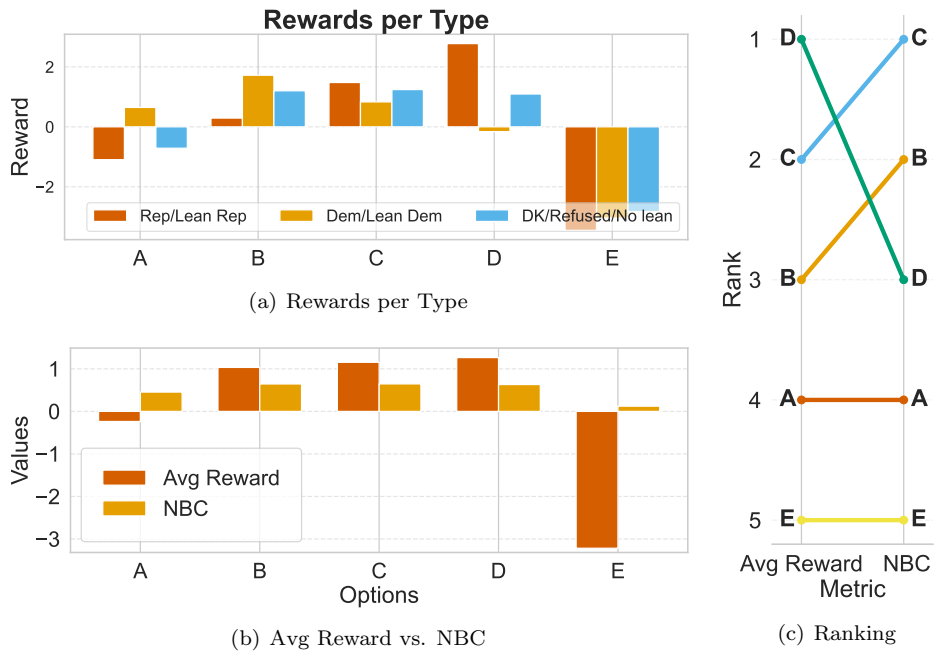 Rewards per Type
Reward
2
0
−2
Rep/Lean Rep
Dem/Lean Dem
DK/Refused/No lean
A B C D E
(a) Rewards per Type
Values
1
0
−1
−2
−3
Avg Reward
NBC
A B C D E
Options
(b) Avg Reward vs. NBC
Rank
1 D C
2 C B
3 B D
4 A A
5 E E
Avg Reward NBC
Metric
(c) Ranking